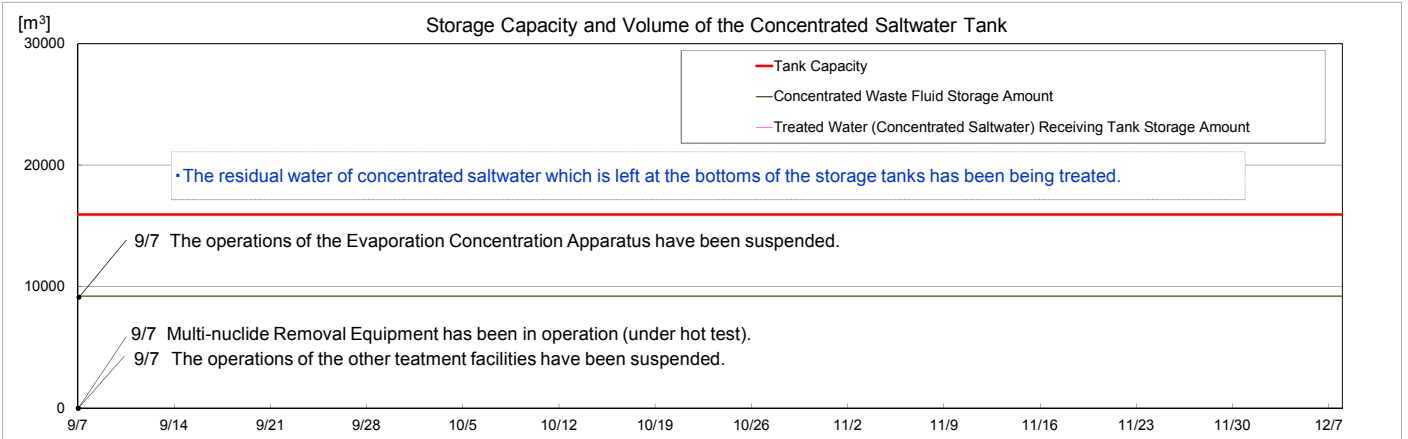 [m³]
Storage Capacity and Volume of the Concentrated Saltwater Tank
30000
Tank Capacity
Concentrated Waste Fluid Storage Amount
Treated Water (Concentrated Saltwater) Receiving Tank Storage Amount
20000
・The residual water of concentrated saltwater which is left at the bottoms of the storage tanks has been being treated.
9/7 The operations of the Evaporation Concentration Apparatus have been suspended.
10000
9/7 Multi-nuclide Removal Equipment has been in operation (under hot test).
9/7 The operations of the other teatment facilities have been suspended.
0
9/7 9/14 9/21 9/28 10/5 10/12 10/19 10/26 11/2 11/9 11/16 11/23 11/30 12/7